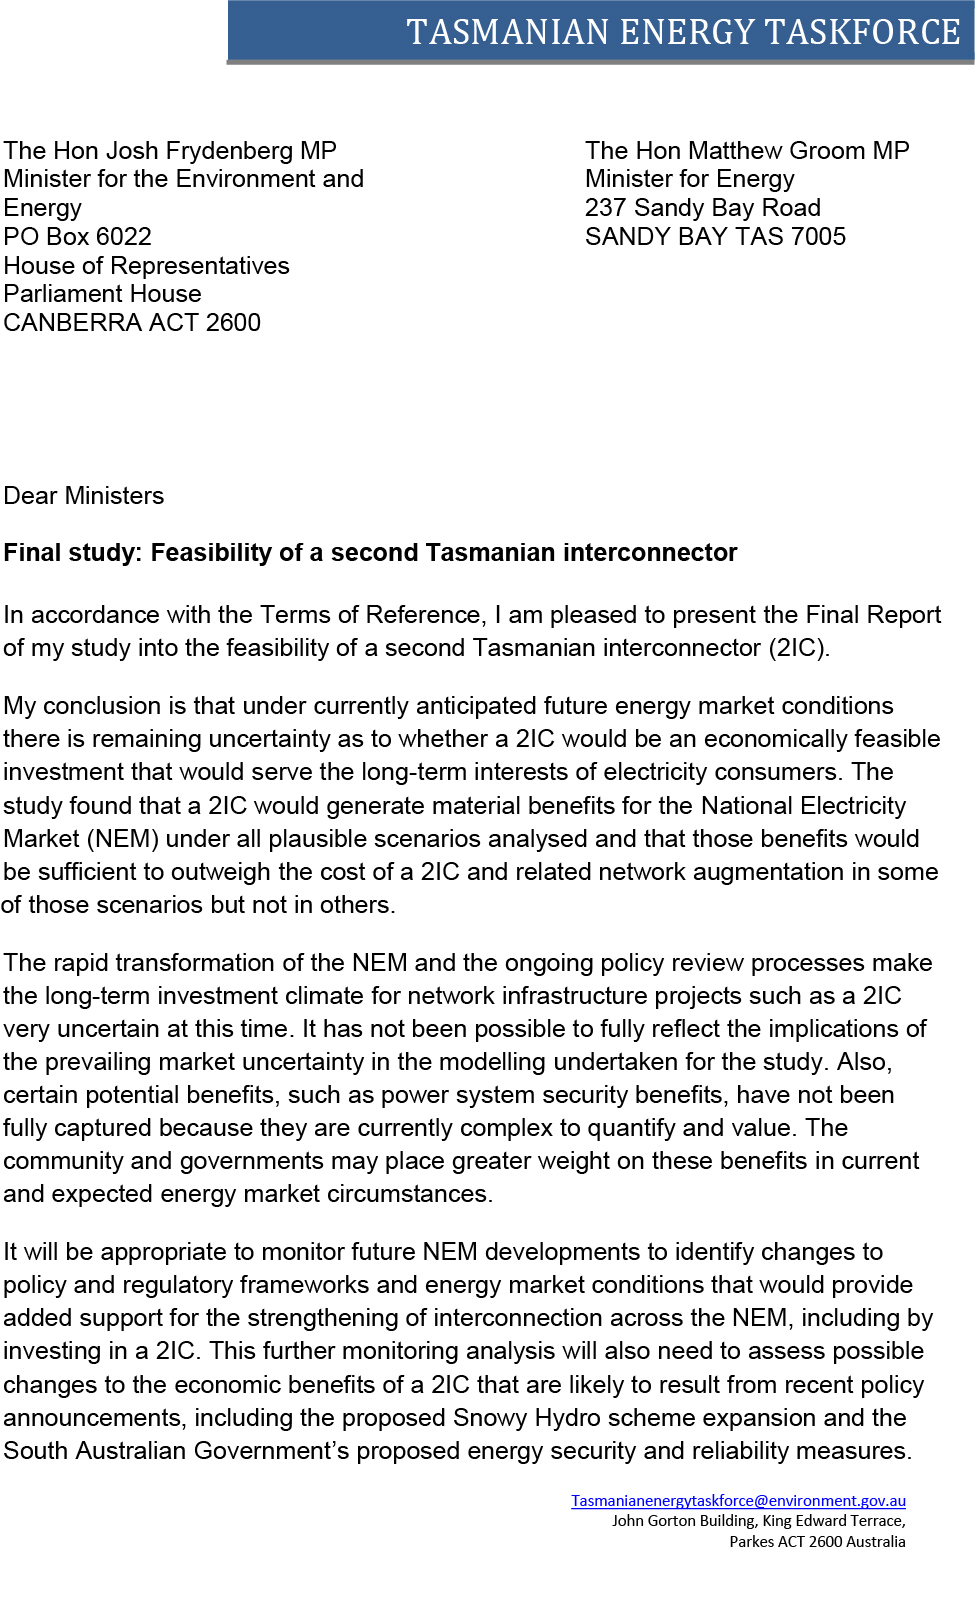 TASMANIAN ENERGY TASKFORCE
The Hon Josh Frydenberg MP
Minister for the Environment and
Energy
PO Box 6022
House of Representatives
Parliament House
CANBERRA ACT 2600
The Hon Matthew Groom MP
Minister for Energy
237 Sandy Bay Road
SANDY BAY TAS 7005
Dear Ministers
Final study: Feasibility of a second Tasmanian interconnector
In accordance with the Terms of Reference, I am pleased to present the Final Report
of my study into the feasibility of a second Tasmanian interconnector (2IC).
My conclusion is that under currently anticipated future energy market conditions
there is remaining uncertainty as to whether a 2IC would be an economically feasible
investment that would serve the long-term interests of electricity consumers. The
study found that a 2IC would generate material benefits for the National Electricity
Market (NEM) under all plausible scenarios analysed and that those benefits would
be sufficient to outweigh the cost of a 2IC and related network augmentation in some
of those scenarios but not in others.
The rapid transformation of the NEM and the ongoing policy review processes make
the long-term investment climate for network infrastructure projects such as a 2IC
very uncertain at this time. It has not been possible to fully reflect the implications of
the prevailing market uncertainty in the modelling undertaken for the study. Also,
certain potential benefits, such as power system security benefits, have not been
fully captured because they are currently complex to quantify and value. The
community and governments may place greater weight on these benefits in current
and expected energy market circumstances.
It will be appropriate to monitor future NEM developments to identify changes to
policy and regulatory frameworks and energy market conditions that would provide
added support for the strengthening of interconnection across the NEM, including by
investing in a 2IC. This further monitoring analysis will also need to assess possible
changes to the economic benefits of a 2IC that are likely to result from recent policy
announcements, including the proposed Snowy Hydro scheme expansion and the
South Australian Government’s proposed energy security and reliability measures.
Tasmanianenergytaskforce@environment.gov.au
John Gorton Building, King Edward Terrace,
Parkes ACT 2600 Australia